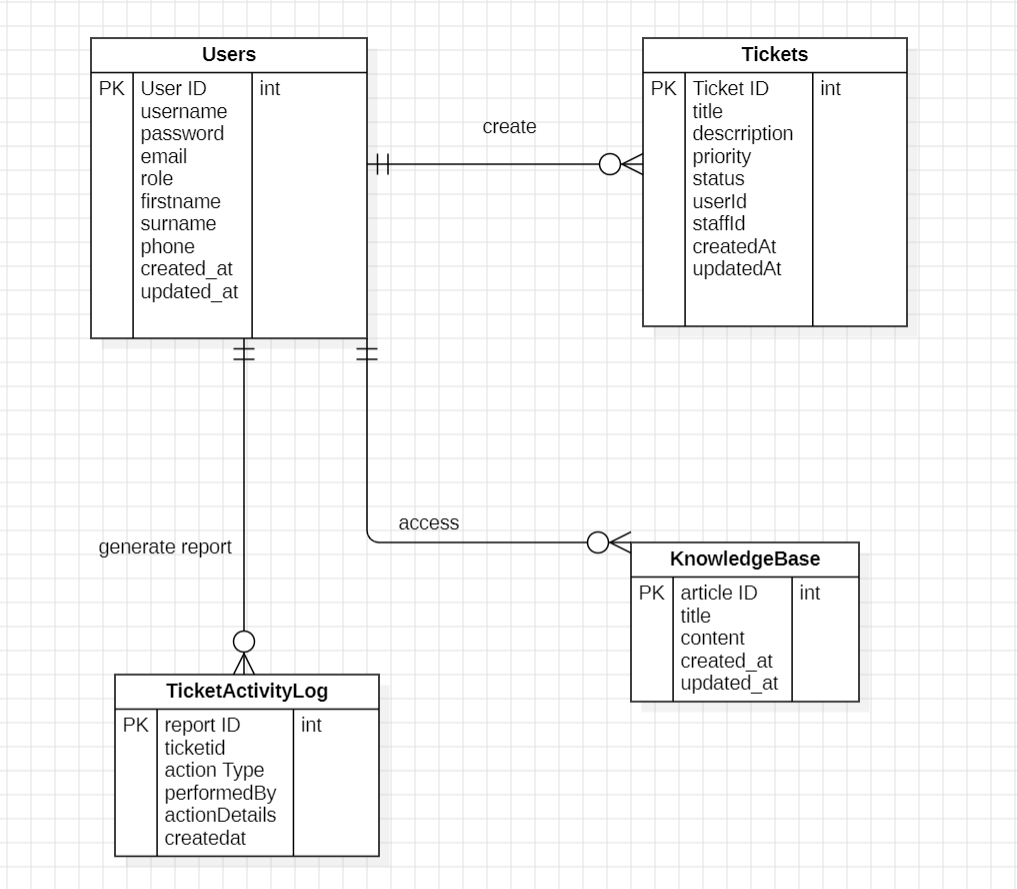 Users
PK User ID int
username
password
email
role
firstname
surname
phone
created_at
updated_at
create
Tickets
PK Ticket ID int
title
descrription
priority
status
userId
staffId
createdAt
updatedAt
generate report
access
KnowledgeBase
PK article ID int
title
content
created_at
updated_at
TicketActivityLog
PK report ID int
ticketid
action Type
performedBy
actionDetails
createdat